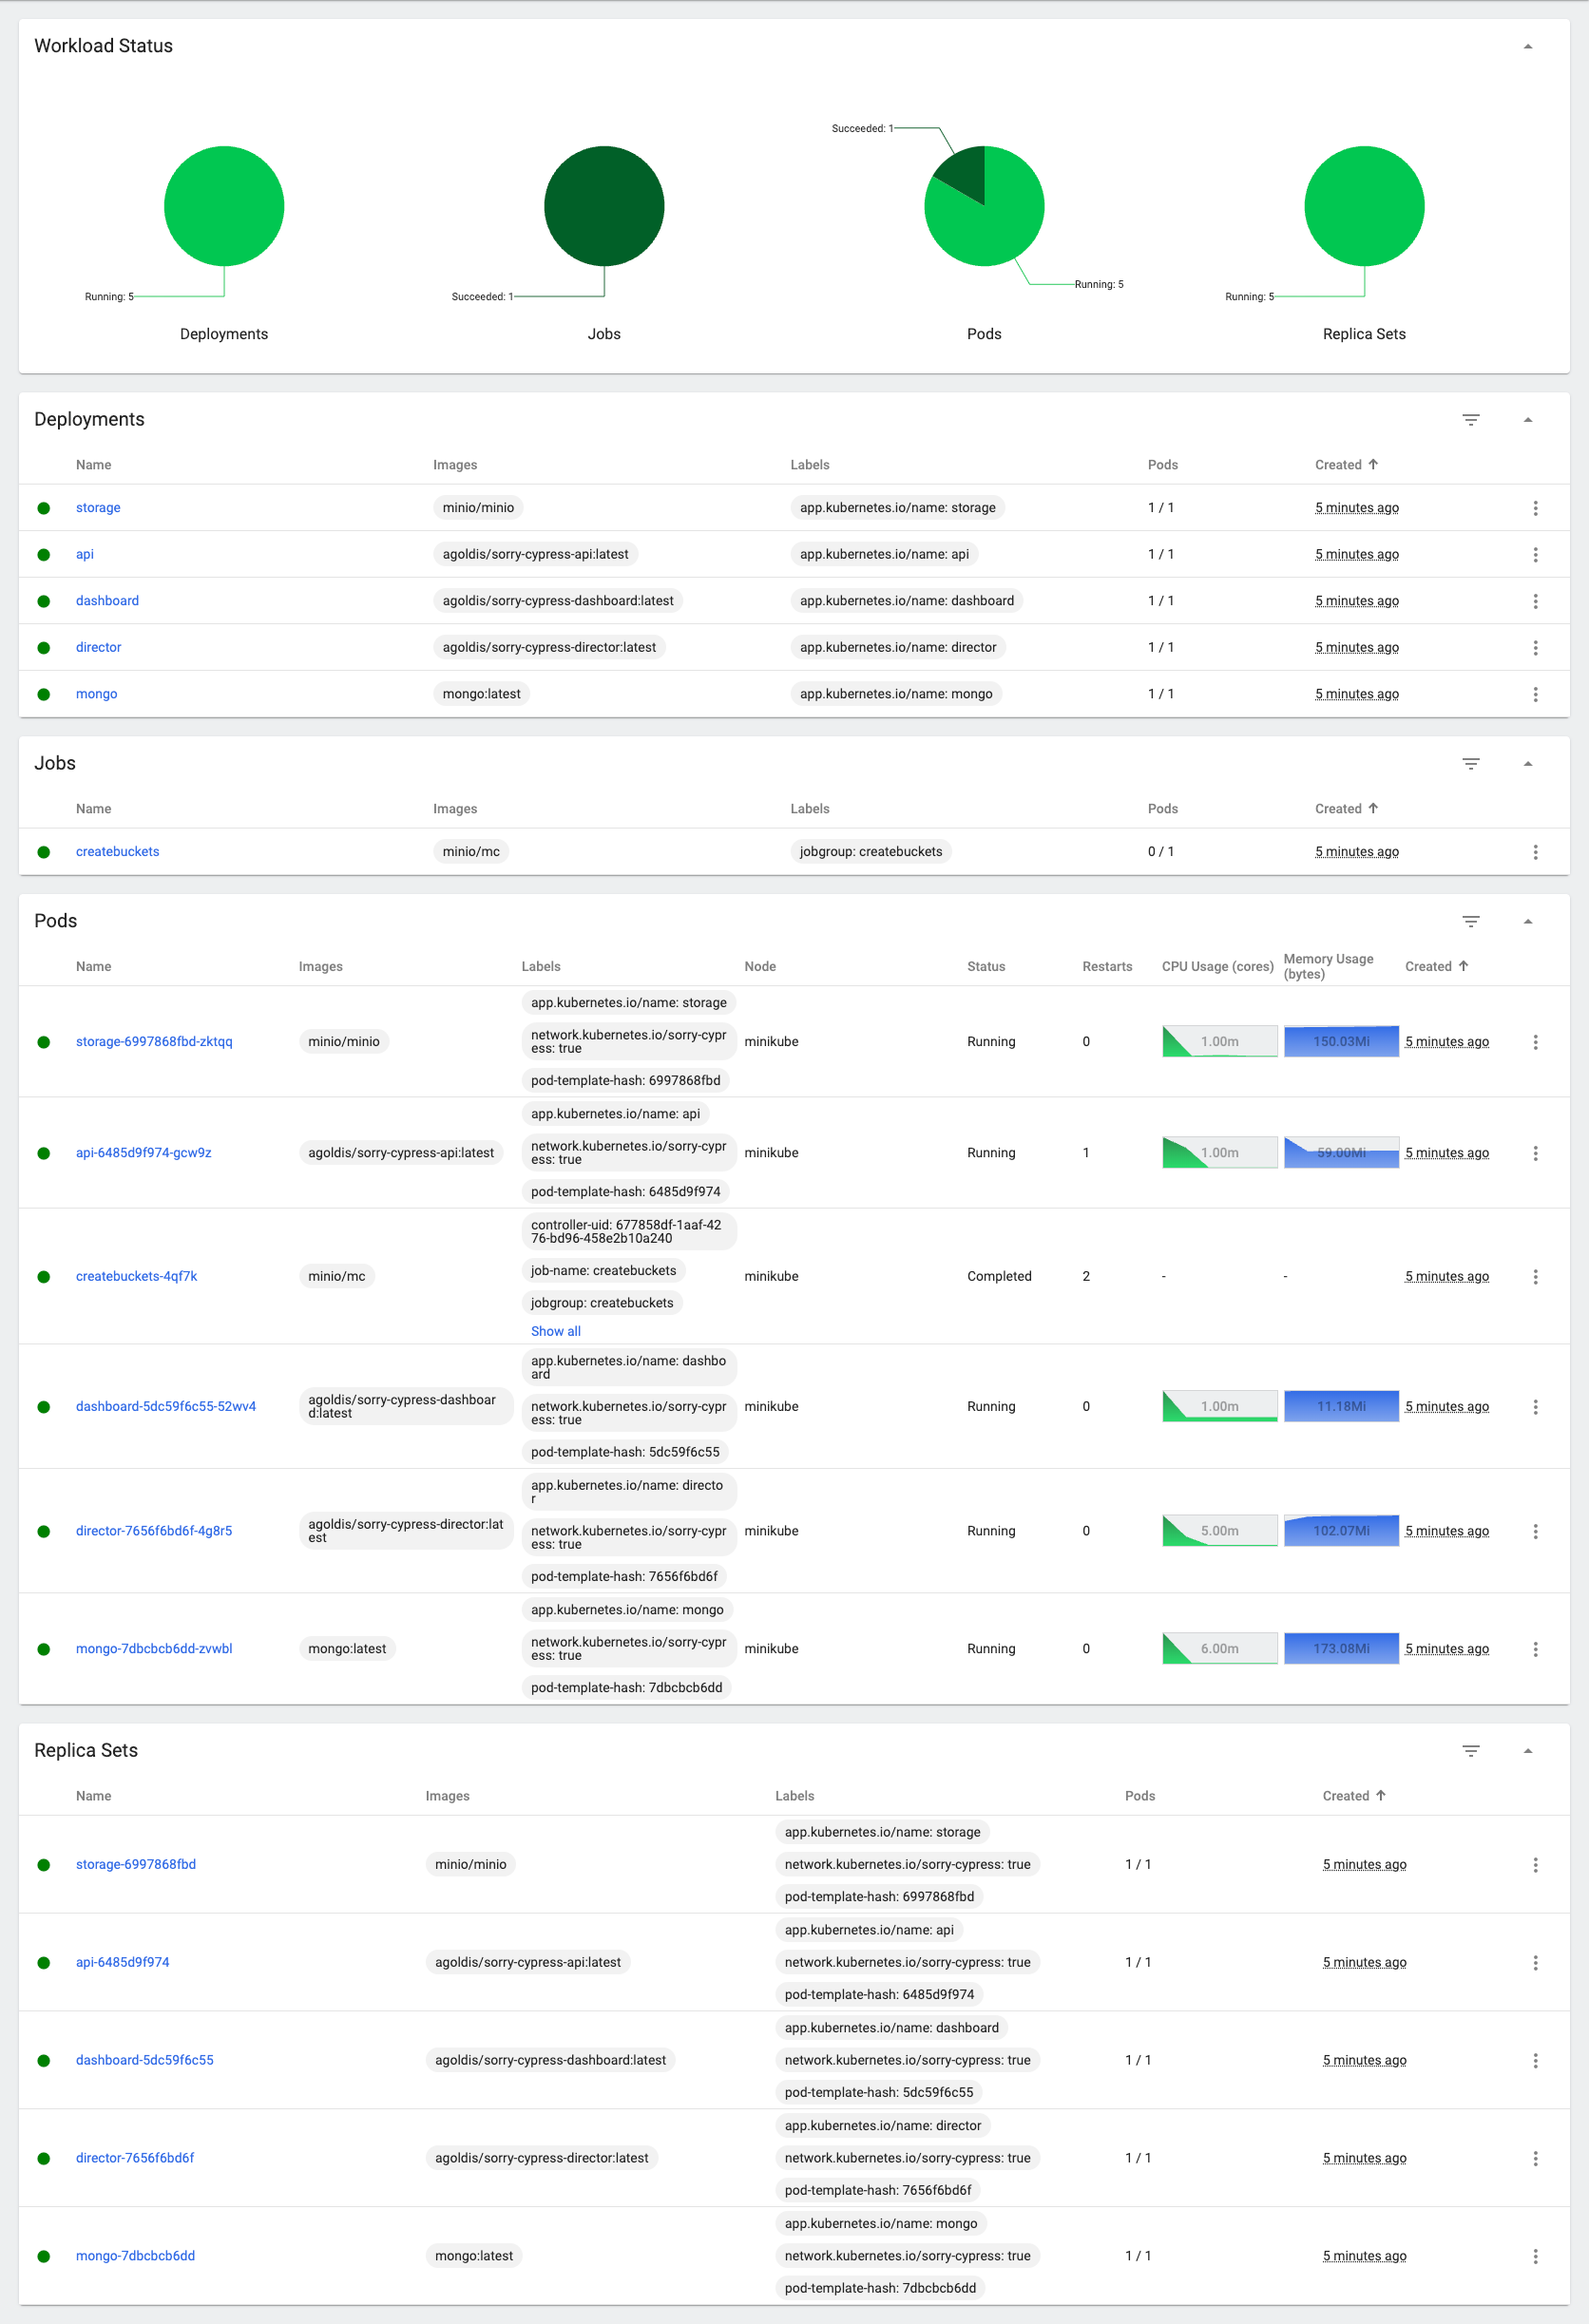 Workload Status
Succeeded: 1
Running: 5
Running: 5
Succeeded: 1
Running: 5
Deployments
Jobs
Pods
Replica Sets
Deployments
Name Images Labels Pods Created
storage minio/minio app.kubernetes.io/name: storage 1 / 1 5 minutes ago
api agoldis/sorry-cypress-api:latest app.kubernetes.io/name: api 1 / 1 5 minutes ago
dashboard agoldis/sorry-cypress-dashboard:latest app.kubernetes.io/name: dashboard 1 / 1 5 minutes ago
director agoldis/sorry-cypress-director:latest app.kubernetes.io/name: director 1 / 1 5 minutes ago
mongo mongo:latest app.kubernetes.io/name: mongo 1 / 1 5 minutes ago
Jobs
Name Images Labels Pods Created
createbuckets minio/mc jobgroup: createbuckets 0 / 1 5 minutes ago
Pods
Name Images Labels Node Status Restarts CPU Usage (cores) Memory Usage
(bytes) Created
app.kubernetes.io/name: storage
network.kubernetes.io/sorry-cypr
ess: true
pod-template-hash: 6997868fbd
storage-6997868fbd-zktqq minio/minio minikube Running 0 1.00m 150.03Mi 5 minutes ago
app.kubernetes.io/name: api
network.kubernetes.io/sorry-cypr
ess: true
pod-template-hash: 6485d9f974
api-6485d9f974-gcw9z agoldis/sorry-cypress-api:latest minikube Running 1 1.00m 59.00Mi 5 minutes ago
controller-uid: 677858df-1aaf-42
76-bd96-458e2b10a240
job-name: createbuckets
jobgroup: createbuckets
Show all
createbuckets-4qf7k minio/mc minikube Completed 2 - - 5 minutes ago
app.kubernetes.io/name: dashbo
ard
network.kubernetes.io/sorry-cypr
ess: true
pod-template-hash: 5dc59f6c55
dashboard-5dc59f6c55-52wv4 agoldis/sorry-cypress-dashboar
d:latest minikube Running 0 1.00m 11.18Mi 5 minutes ago
app.kubernetes.io/name: directo
r
network.kubernetes.io/sorry-cypr
ess: true
pod-template-hash: 7656f6bd6f
director-7656f6bd6f-4g8r5 agoldis/sorry-cypress-director:lat
est minikube Running 0 5.00m 102.07Mi 5 minutes ago
app.kubernetes.io/name: mongo
network.kubernetes.io/sorry-cypr
ess: true
pod-template-hash: 7dbcbcb6dd
mongo-7dbcbcb6dd-zvwbl mongo:latest minikube Running 0 6.00m 173.08Mi 5 minutes ago
Replica Sets
Name Images Labels Pods Created
app.kubernetes.io/name: storage
storage-6997868fbd minio/minio network.kubernetes.io/sorry-cypress: true 1 / 1 5 minutes ago
pod-template-hash: 6997868fbd
app.kubernetes.io/name: api
api-6485d9f974 agoldis/sorry-cypress-api:latest network.kubernetes.io/sorry-cypress: true 1 / 1 5 minutes ago
pod-template-hash: 6485d9f974
app.kubernetes.io/name: dashboard
dashboard-5dc59f6c55 agoldis/sorry-cypress-dashboard:latest network.kubernetes.io/sorry-cypress: true 1 / 1 5 minutes ago
pod-template-hash: 5dc59f6c55
app.kubernetes.io/name: director
director-7656f6bd6f agoldis/sorry-cypress-director:latest network.kubernetes.io/sorry-cypress: true 1 / 1 5 minutes ago
pod-template-hash: 7656f6bd6f
app.kubernetes.io/name: mongo
mongo-7dbcbcb6dd mongo:latest network.kubernetes.io/sorry-cypress: true 1 / 1 5 minutes ago
pod-template-hash: 7dbcbcb6dd